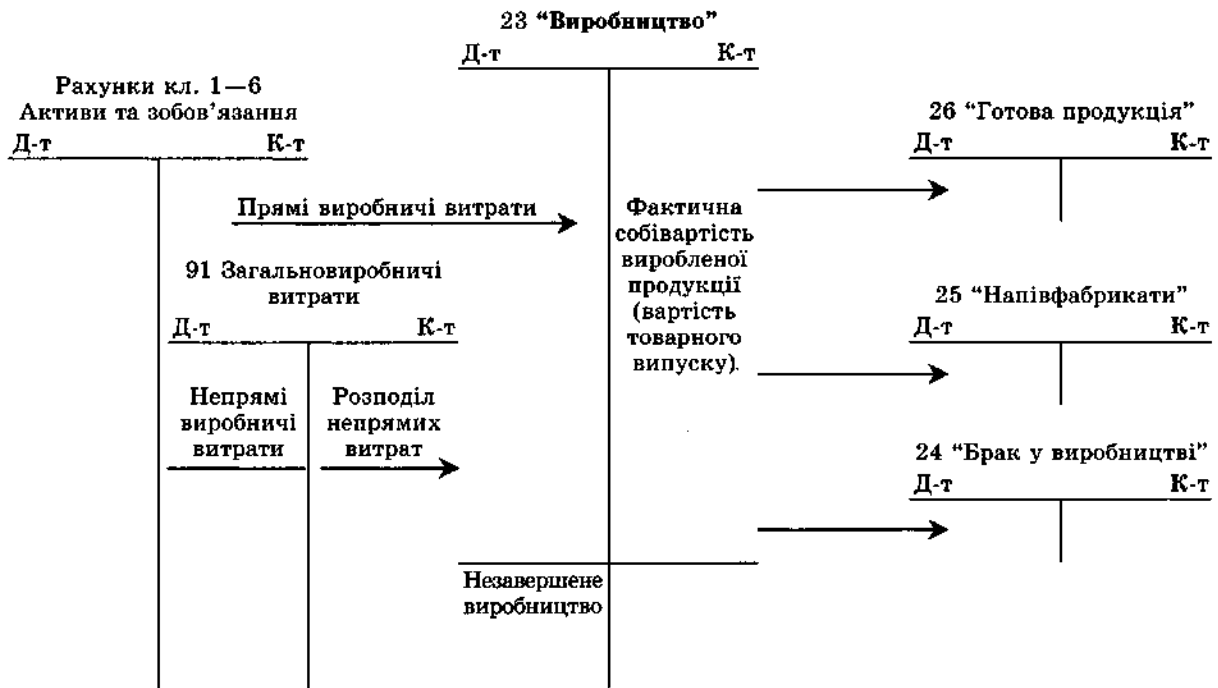 23 “Виробництво”
Д-т К-т
Рахунки кл. 1—6
Активи та зобов’язання
Д-т К-т
Прямі виробничі витрати
91 Загальновиробничі
витрати
Д-т К-т
Непрямі
виробничі
витрати
Розподіл
непрямих
витрат
Фактична
собівартість
виробленої
продукції
(вартість
товарного
випуску).
Незавершене
виробництво
26 “Готова продукція”
Д-т К-т
25 “Напівфабрикати”
Д-т К-т
24 “Брак у виробництві”
Д-т К-т